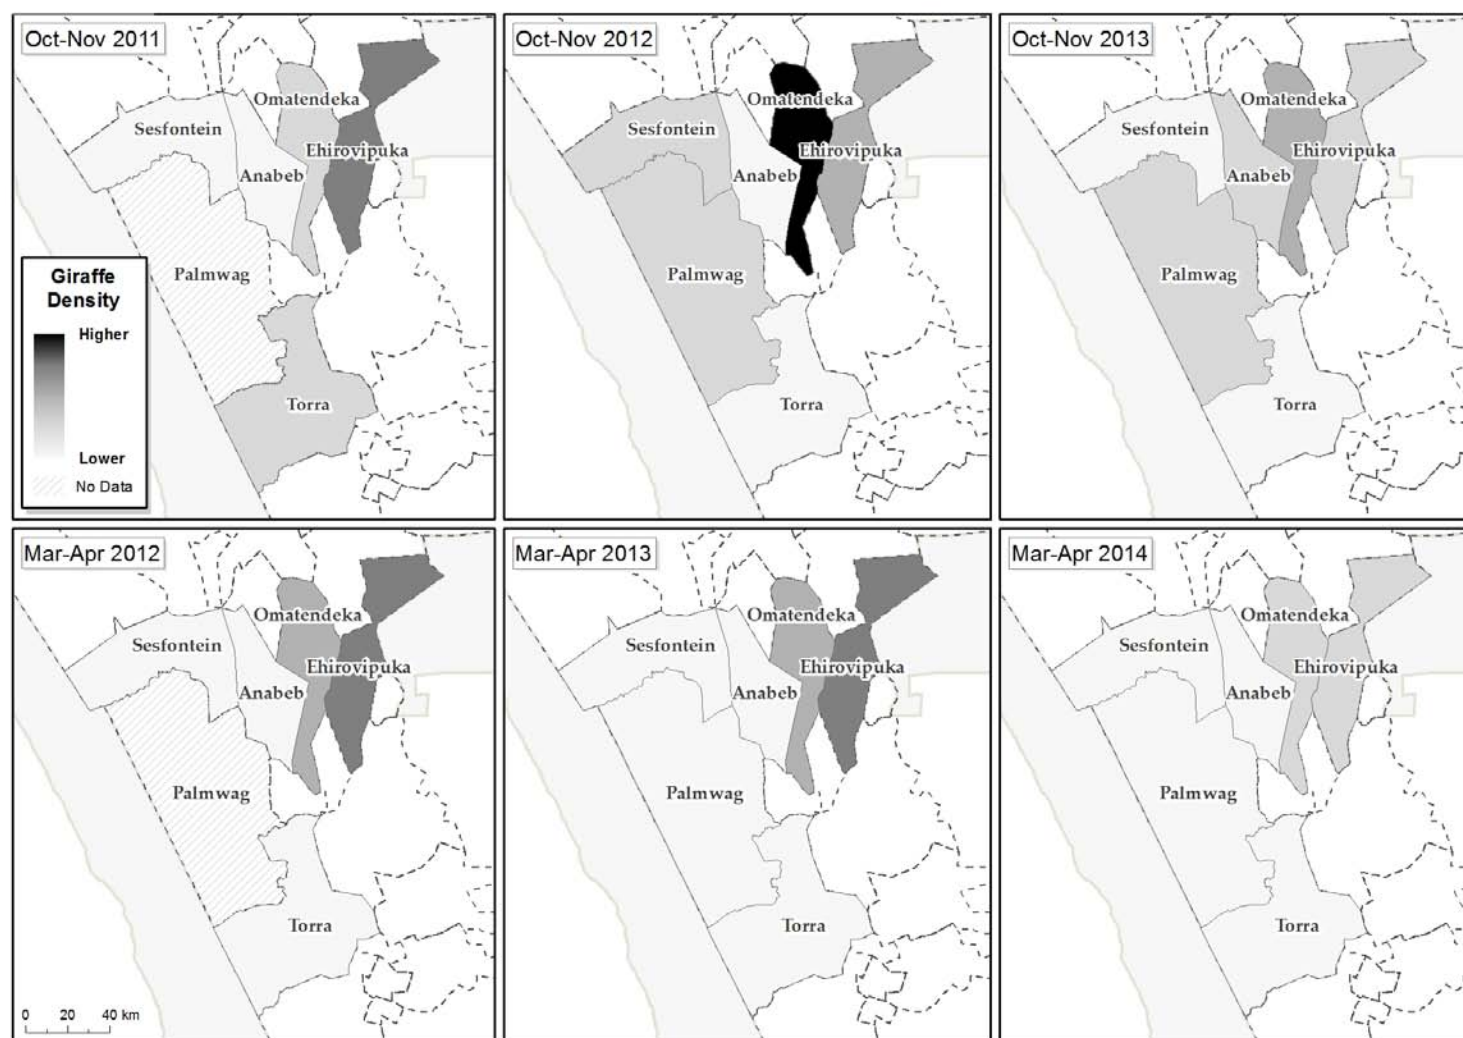 Oct-Nov 2011
Omatendeka
Sesfontein
Ehirovipuka
Anabeb
Palmwag
Torra
Giraffe
Density
Higher
Lower
No Data
Oct-Nov 2012
Omatendeka
Sesfontein
Ehirovipuka
Anabeb
Palmwag
Torra
Oct-Nov 2013
Omatendeka
Sesfontein
Ehirovipuka
Anabeb
Palmwag
Torra
Mar-Apr 2012
Omatendeka
Sesfontein
Ehirovipuka
Anabeb
Palmwag
Torra
0 20 40 km
Mar-Apr 2013
Omatendeka
Sesfontein
Ehirovipuka
Anabeb
Palmwag
Torra
Mar-Apr 2014
Omatendeka
Sesfontein
Ehirovipuka
Anabeb
Palmwag
Torra